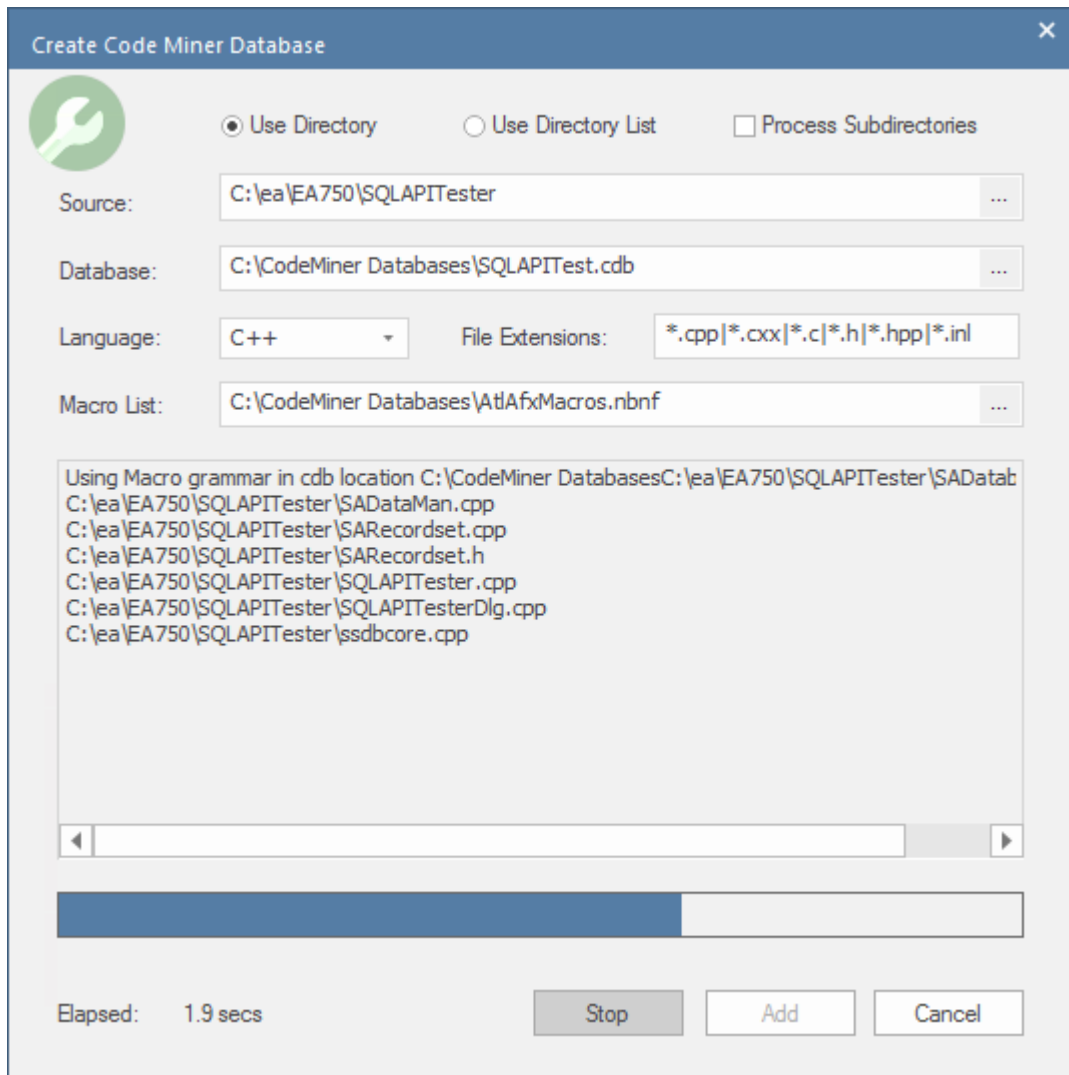 Create Code Miner Database
Use Directory Use Directory List Process Subdirectories
Source: C:\ea\EA750\SQLAPITester ...
Database: C:\CodeMiner Databases\SQLAPITest.cdb ...
Language: C++ File Extensions: *.cpp|*.cxx|*.c|*.h|*.hpp|*.inl
Macro List: C:\CodeMiner Databases\AtlAfxMacros.nbnf ...
Using Macro grammar in cdb location C:\CodeMiner DatabasesC:\ea\EA750\SQLAPITester\SADatab
C:\ea\EA750\SQLAPITester\SADataMan.cpp
C:\ea\EA750\SQLAPITester\SARecordset.cpp
C:\ea\EA750\SQLAPITester\SARecordset.h
C:\ea\EA750\SQLAPITester\SQLAPITester.cpp
C:\ea\EA750\SQLAPITester\SQLAPITesterDlg.cpp
C:\ea\EA750\SQLAPITester\ssdbcore.cpp
Elapsed: 1.9 secs Stop Add Cancel